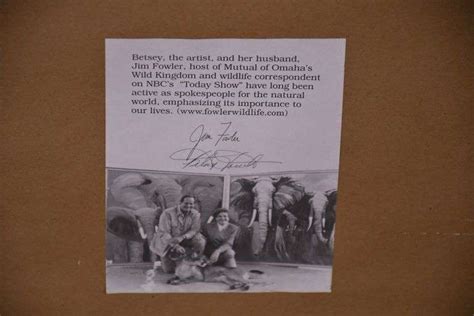 Betsey, the artist, and her husband,
Jim Fowler, host of Mutual of Omaha's
Wild Kingdom and wildlife correspondent
on NBC's "Today Show" have long been
active as spokespeople for the natural
world, emphasizing its importance to
our lives. (www.fowlerwildlife.com)
Jim Fowler